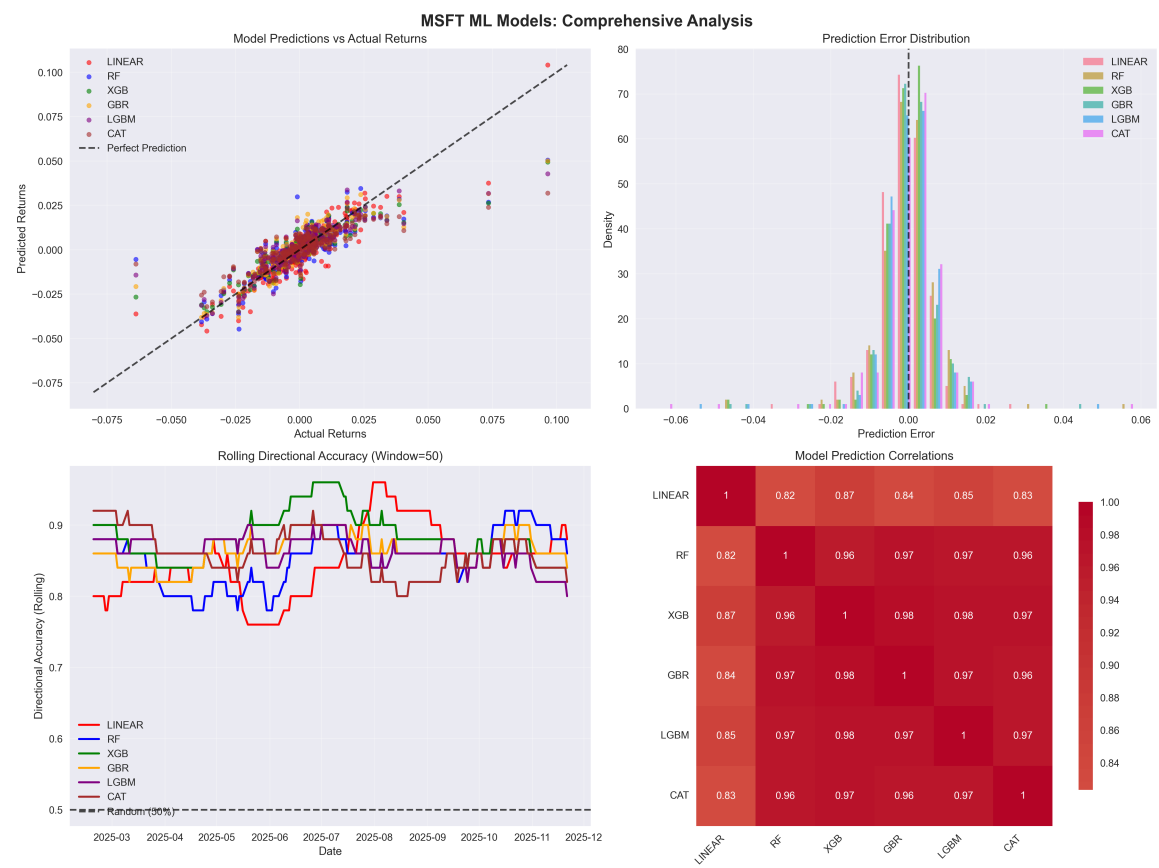 MSFT ML Models: Comprehensive Analysis
Model Predictions vs Actual Returns
LINEAR
RF
XGB
GBR
LGBM
CAT
Perfect Prediction
0.100
0.075
0.050
0.025
0.000
−0.025
−0.050
−0.075
Predicted Returns
−0.075
−0.050
−0.025
0.000
0.025
0.050
0.075
0.100
Actual Returns
Prediction Error Distribution
LINEAR
RF
XGB
GBR
LGBM
CAT
80
70
60
50
40
30
20
10
0
Density
−0.06
−0.04
−0.02
0.00
0.02
0.04
0.06
Prediction Error
Rolling Directional Accuracy (Window=50)
0.9
0.8
0.7
0.6
0.5
Directional Accuracy (Rolling)
LINEAR
RF
XGB
GBR
LGBM
CAT
Random (50%)
2025-03
2025-04
2025-05
2025-06
2025-07
2025-08
2025-09
2025-10
2025-11
2025-12
Date
Model Prediction Correlations
LINEAR 1 0.82 0.87 0.84 0.85 0.83
RF 0.82 1 0.96 0.97 0.97 0.96
XGB 0.87 0.96 1 0.98 0.98 0.97
GBR 0.84 0.97 0.98 1 0.97 0.96
LGBM 0.85 0.97 0.98 0.97 1 0.97
CAT 0.83 0.96 0.97 0.96 0.97 1
LINEAR
RF
XGB
GBR
LGBM
CAT
1.00
0.98
0.96
0.94
0.92
0.90
0.88
0.86
0.84